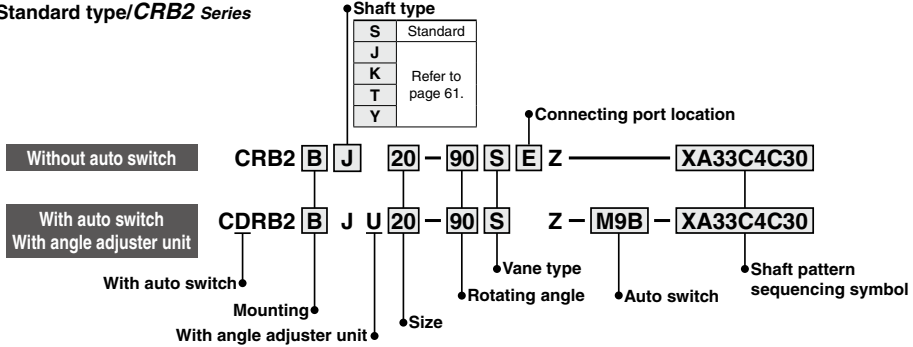 Standard type/CRB2 Series
Shaft type
S Standard
J
K
T
Y
Refer to
page 61.
Connecting port location
Without auto switch
CRB2 B J 20 – 90 S E Z – XA33C4C30
With auto switch
With angle adjuster unit
CDRB2 B J U 20 – 90 S Z – M9B – XA33C4C30
With auto switch
Mounting
With angle adjuster unit
Size
Rotating angle
Vane type
Auto switch
Shaft pattern
sequencing symbol